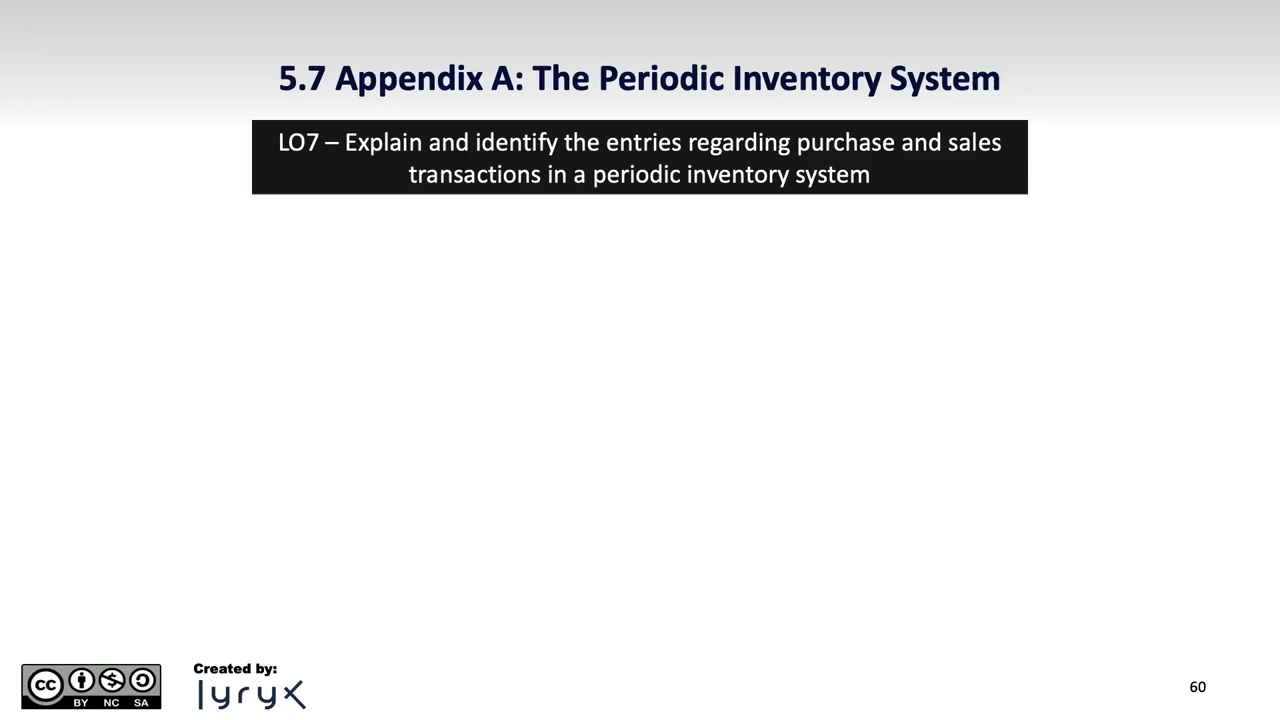 5.7 Appendix A: The Periodic Inventory System
LO7 – Explain and identify the entries regarding purchase and sales
transactions in a periodic inventory system
Created by:
lyryx
cc
BY NC SA
60